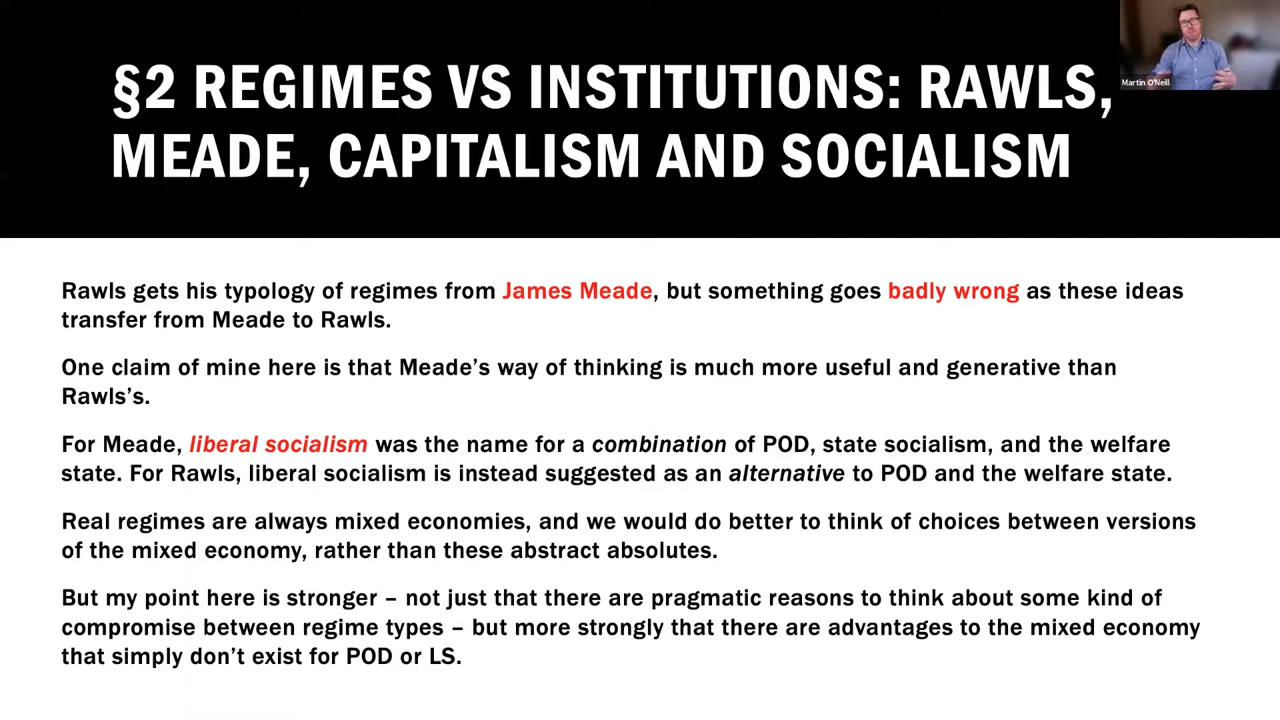 §2 REGIMES VS INSTITUTIONS: RAWLS,
MEADE, CAPITALISM AND SOCIALISM
Martin O'Neill
Rawls gets his typology of regimes from James Meade, but something goes badly wrong as these ideas
transfer from Meade to Rawls.
One claim of mine here is that Meade’s way of thinking is much more useful and generative than
Rawls’s.
For Meade, liberal socialism was the name for a combination of POD, state socialism, and the welfare
state. For Rawls, liberal socialism is instead suggested as an alternative to POD and the welfare state.
Real regimes are always mixed economies, and we would do better to think of choices between versions
of the mixed economy, rather than these abstract absolutes.
But my point here is stronger – not just that there are pragmatic reasons to think about some kind of
compromise between regime types – but more strongly that there are advantages to the mixed economy
that simply don’t exist for POD or LS.